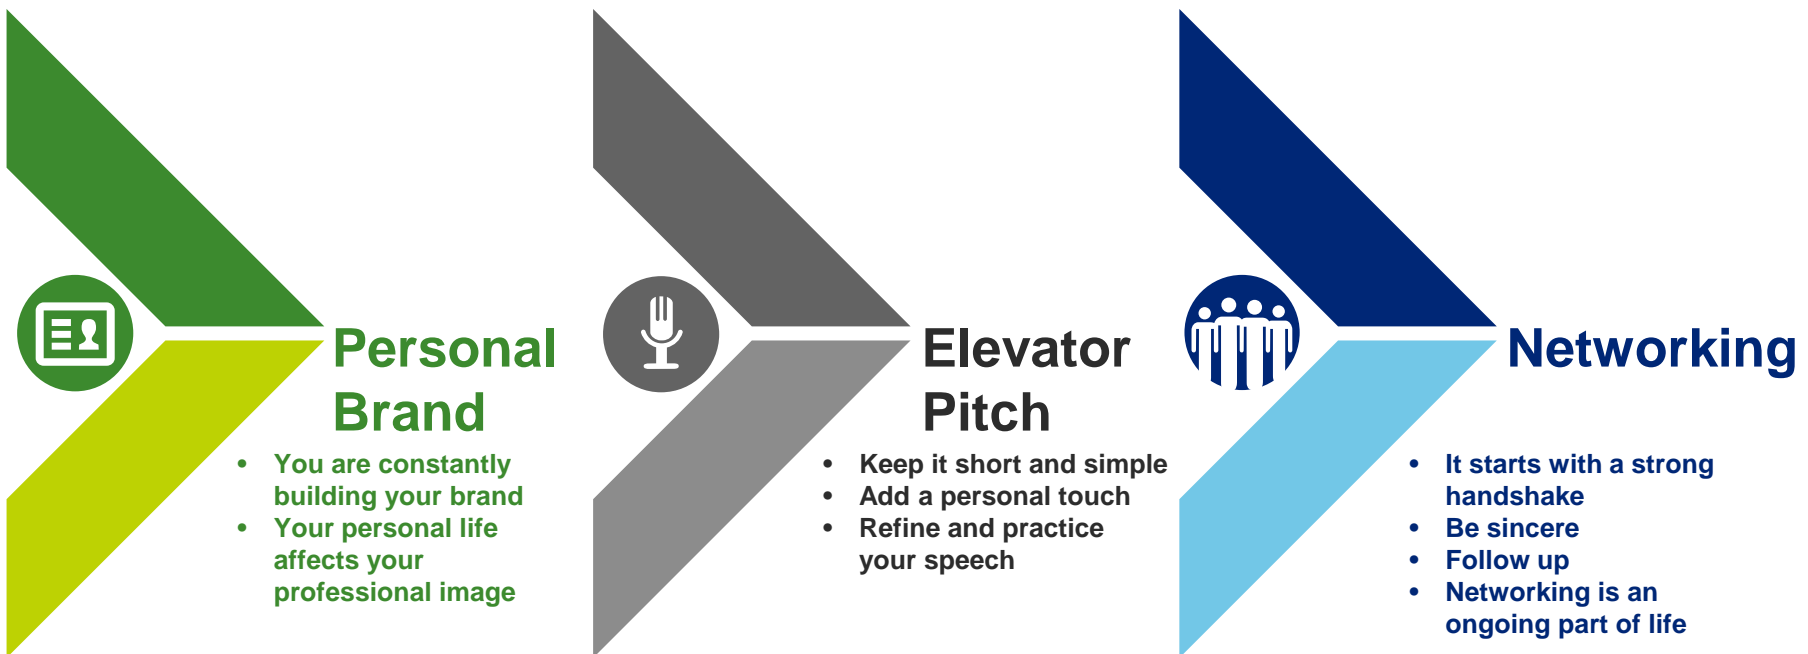 Personal
Brand
• You are constantly
building your brand
• Your personal life
affects your
professional image
Elevator
Pitch
• Keep it short and simple
• Add a personal touch
• Refine and practice
your speech
Networking
• It starts with a strong
handshake
• Be sincere
• Follow up
• Networking is an
ongoing part of life